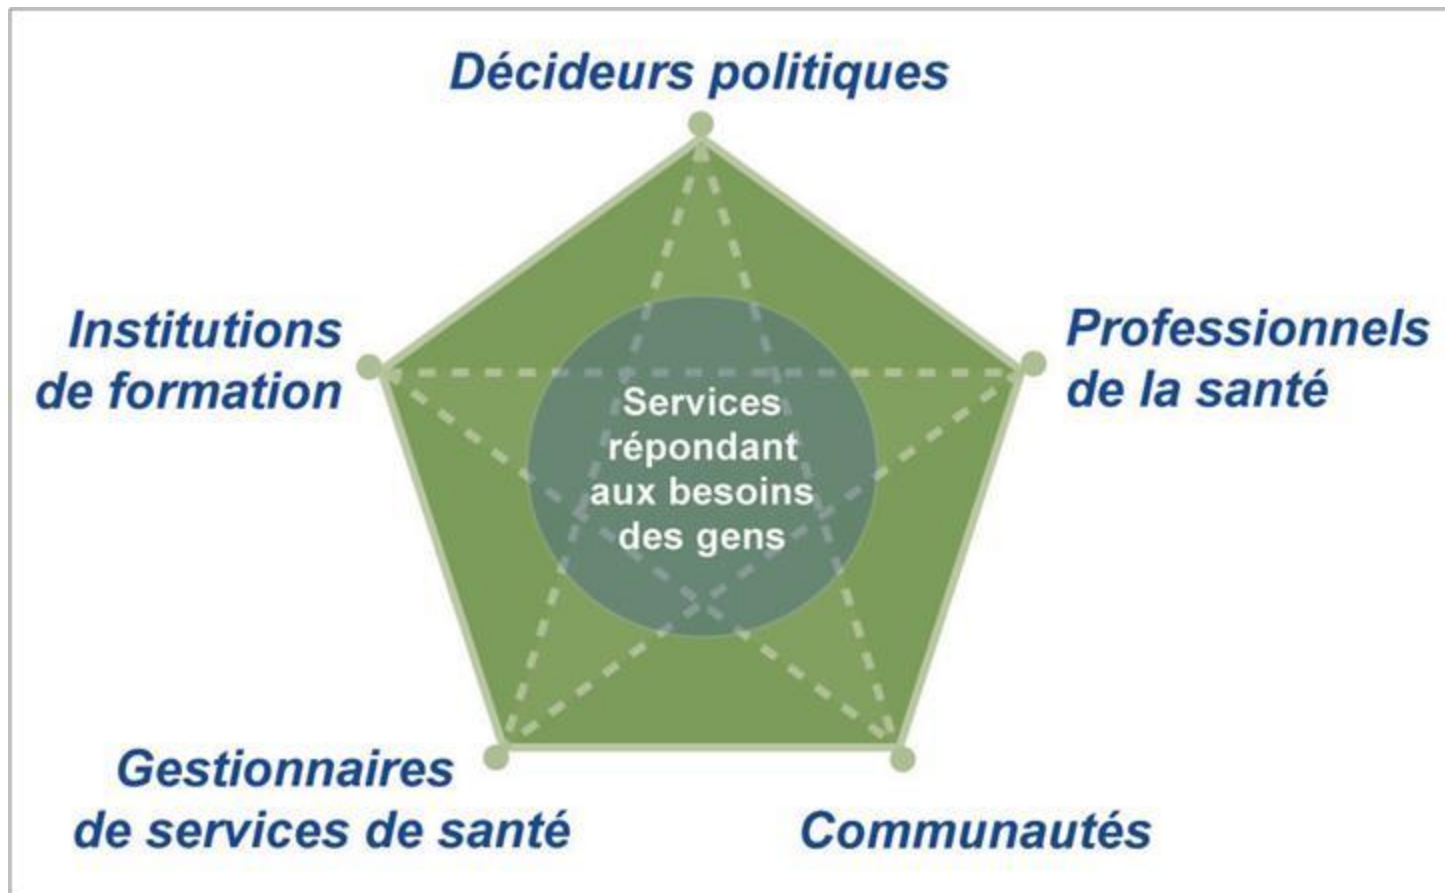 Décideurs politiques
Institutions
de formation
Professionnels
de la santé
Services
répondant
aux besoins
des gens
Gestionnaires
de services de santé
Communautés